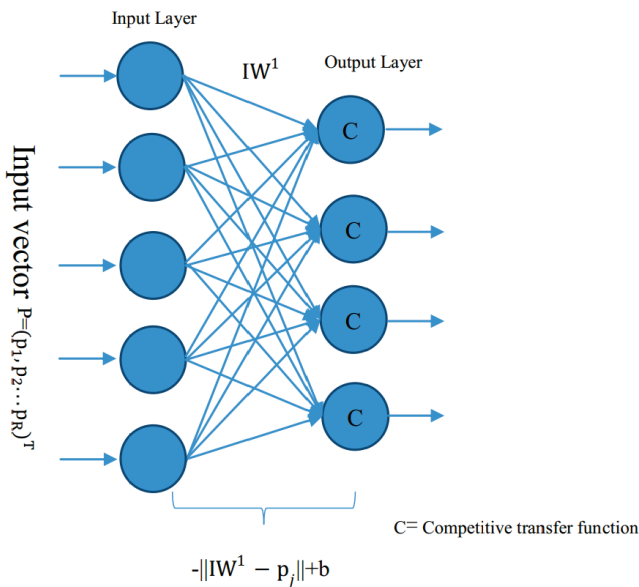 Input Layer
IW¹
Output Layer
Input vector P=(p₁,p₂⋯p_R)ᵀ
C
C
C
C
C= Competitive transfer function
-||IW¹ − p_j||+b